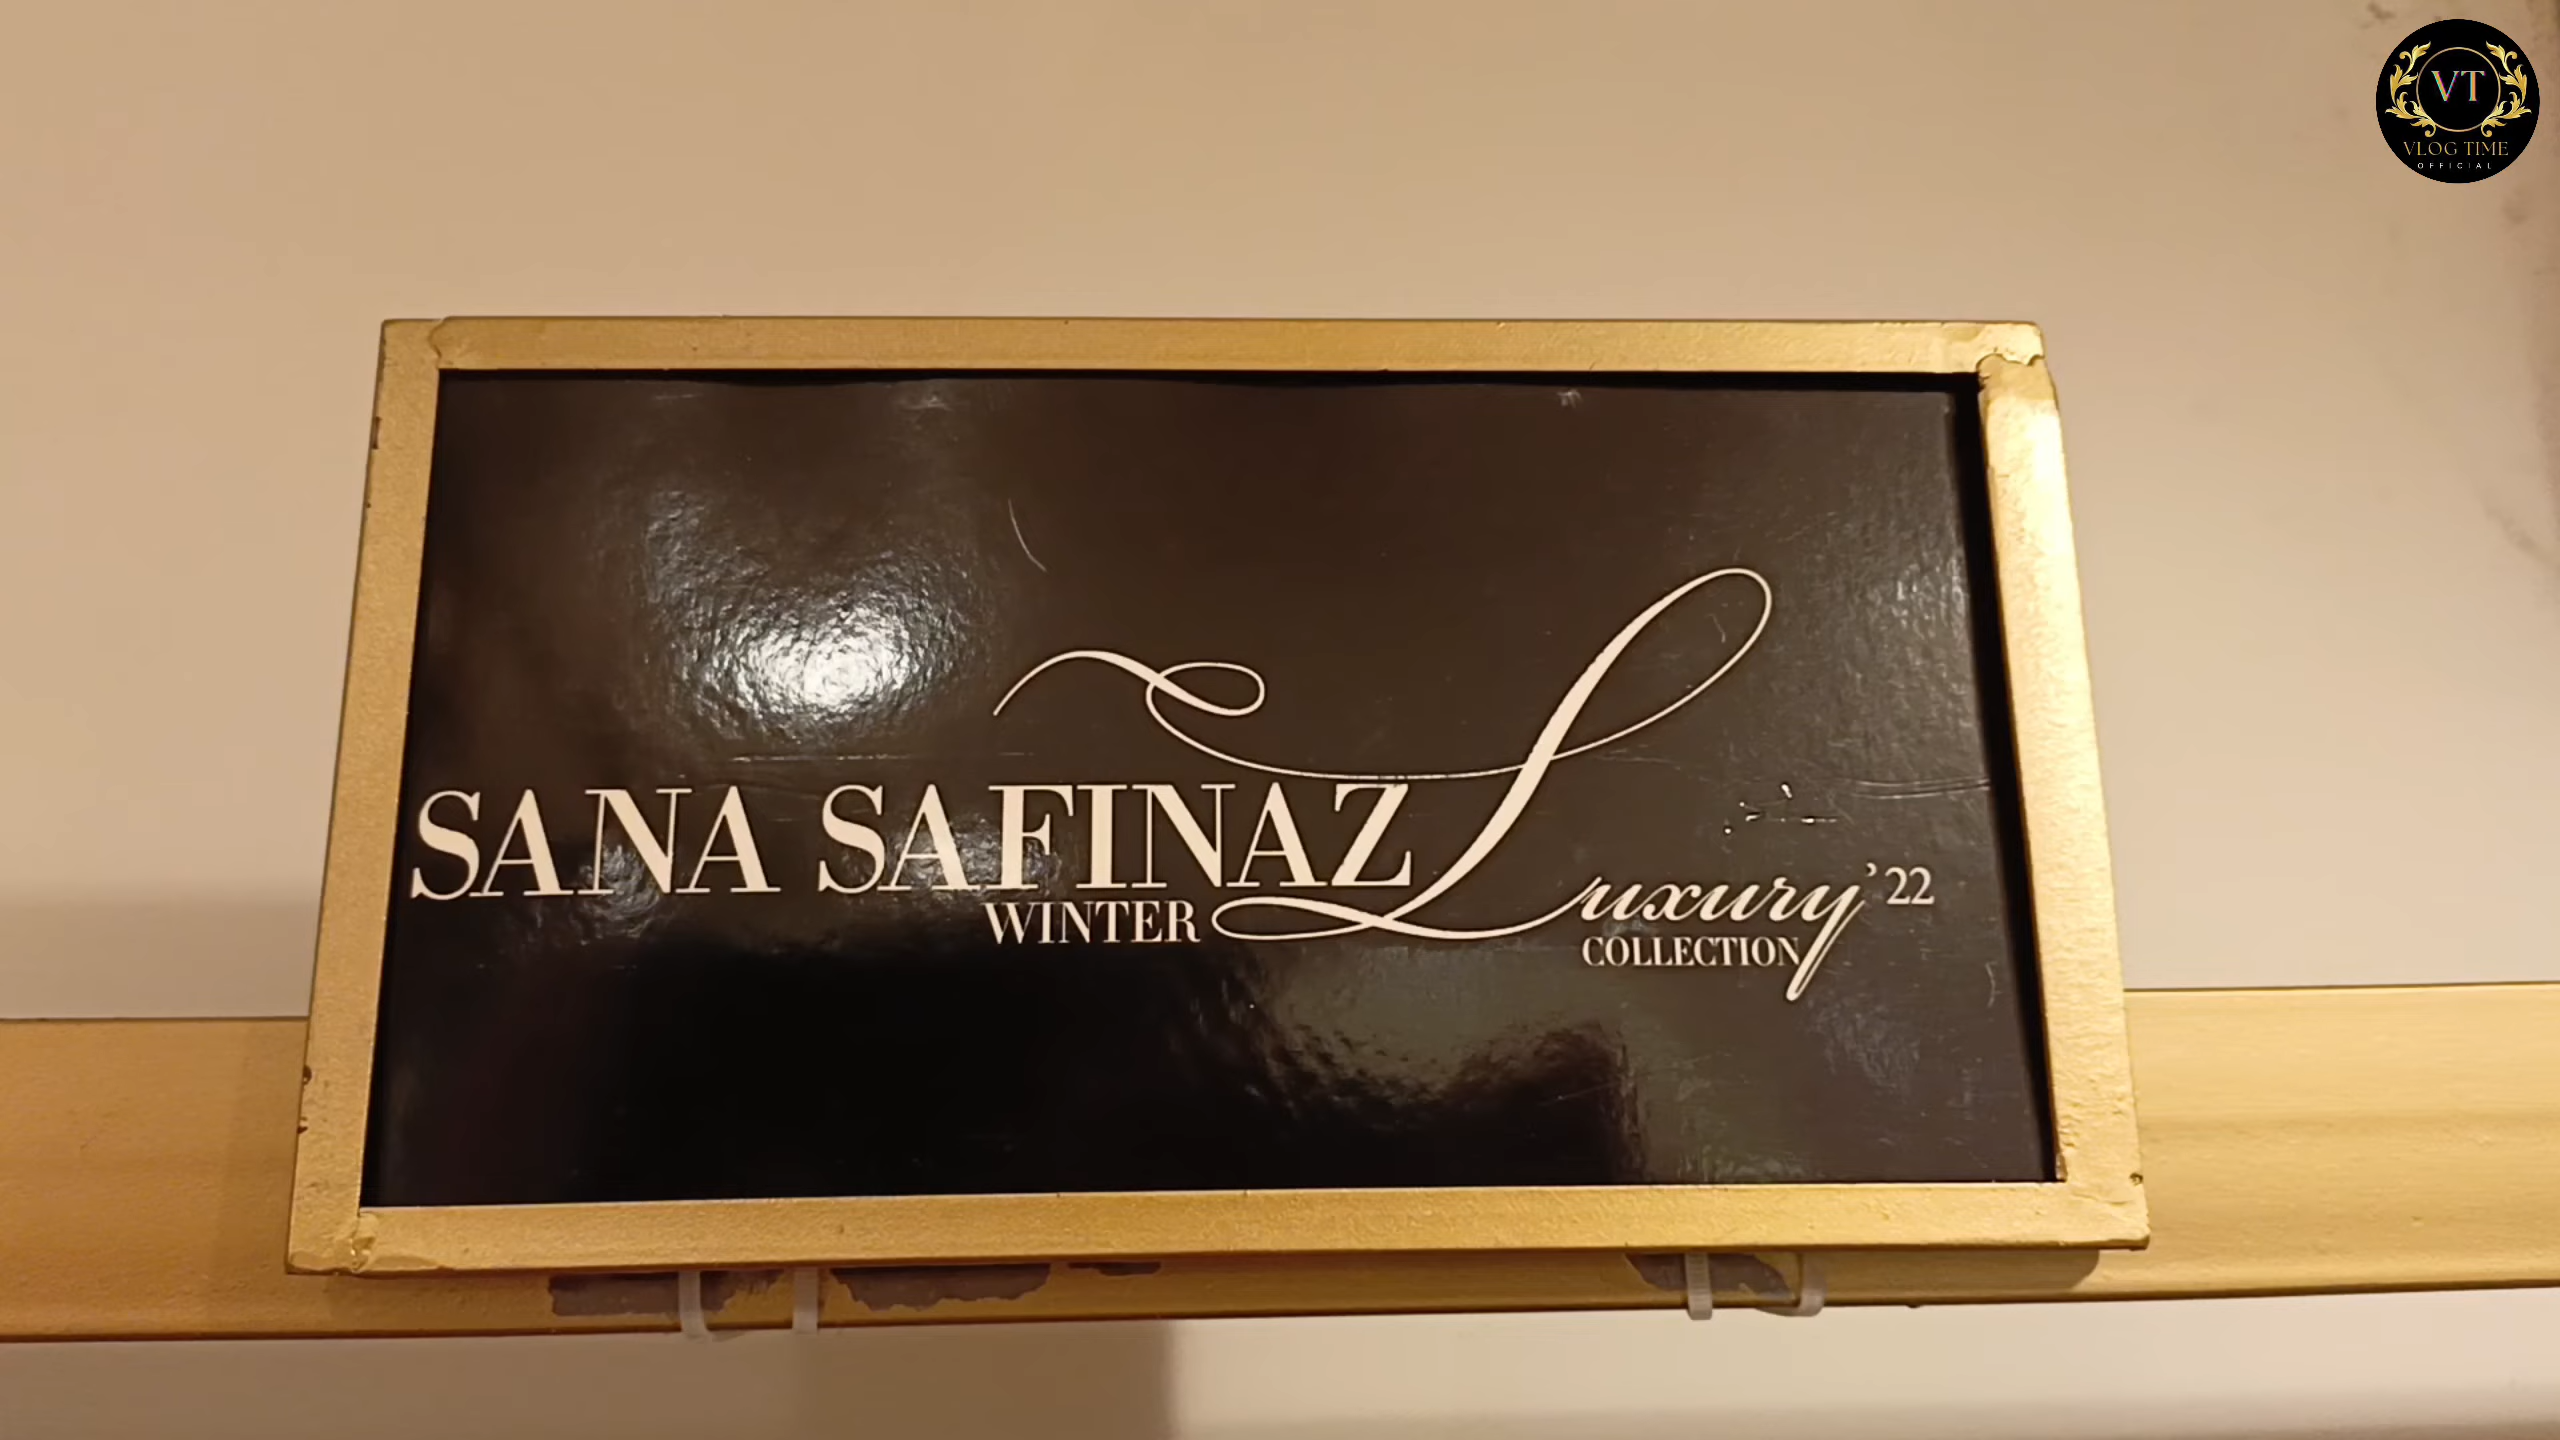 VT
VLOG TIME
OFFICIAL
SANA SAFINAZ
WINTER Luxury '22
COLLECTION